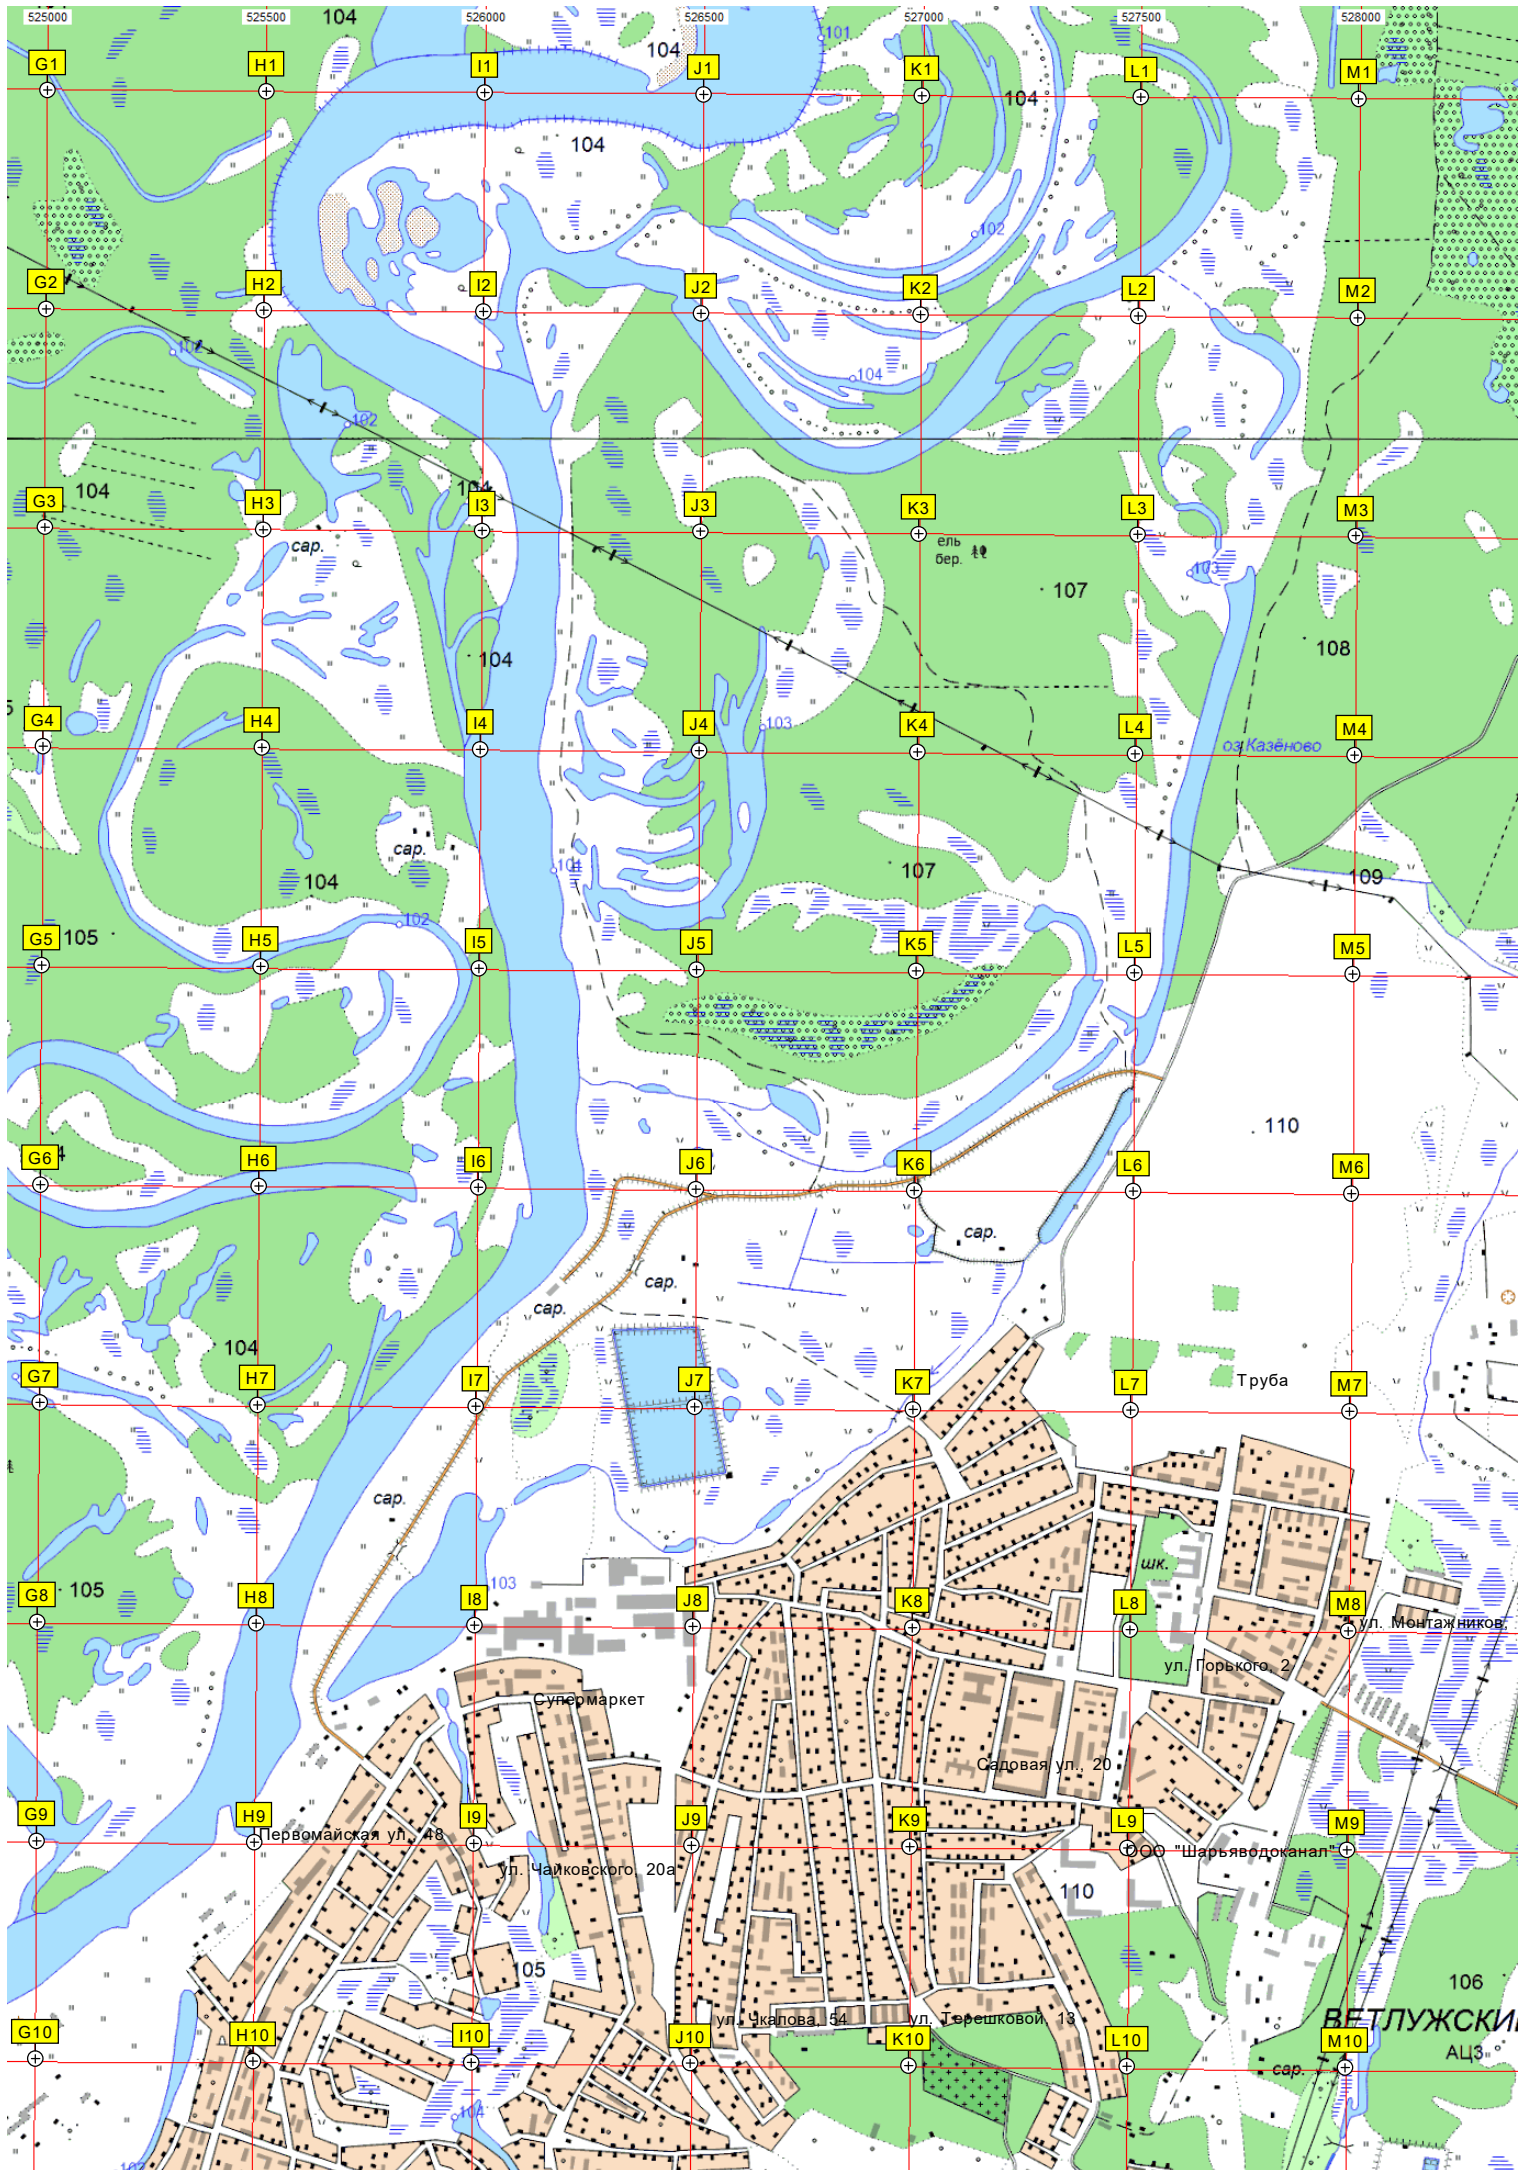 525000 525500 526000 526500 527000 527500 528000
104
104
101
G1 H1 I1 J1 K1 L1 M1
104
104
102
G2 H2 I2 J2 K2 L2 M2
102
104
102
104
104
G3 H3 I3 J3 K3 L3 M3
сар.
ель
бер.
103
107
108
104
G4 H4 I4 J4 K4 L4 M4
103
оз.Казёново
сар.
104
107
109
104
102
G5 H5 I5 J5 K5 L5 M5
105
110
G6 H6 I6 J6 K6 L6 M6
сар.
сар.
сар.
104
G7 H7 I7 J7 K7 L7 M7
Труба
сар.
шк.
103
105
G8 H8 I8 J8 K8 L8 M8
ул. Монтажников,
ул. Горького, 2
Супермаркет
Садовая ул., 20
G9 H9 I9 J9 K9 L9 M9
Первомайская ул., 48
ООО "Шарьяводоканал"
ул. Чайковского, 20а
110
105
106
ул. Чкалова, 54
ул. Терешковой, 13
ВЕТЛУЖСКИ
G10 H10 I10 J10 K10 L10 M10
АЦЗ
сар.
104
102